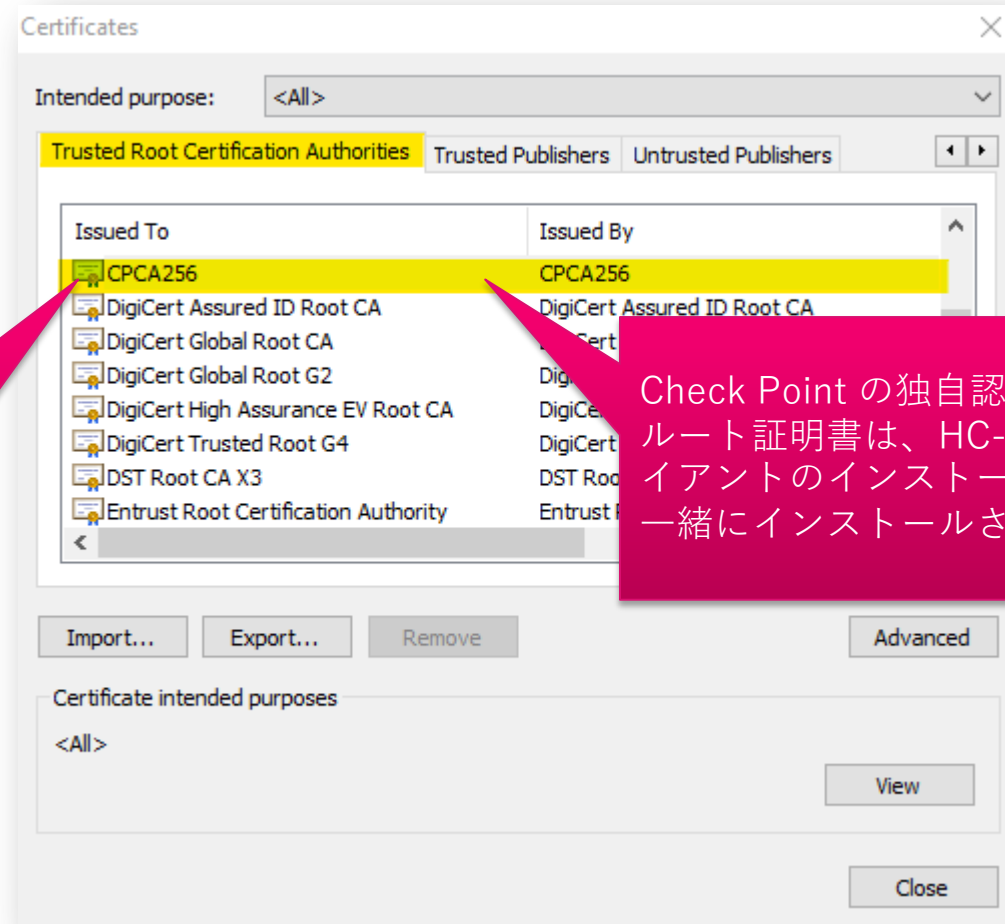 Certificates
Intended purpose: <All>
Trusted Root Certification Authorities Trusted Publishers Untrusted Publishers
Issued To Issued By
CPCA256 CPCA256
DigiCert Assured ID Root CA DigiCert Assured ID Root CA
DigiCert Global Root CA
DigiCert Global Root G2
DigiCert High Assurance EV Root CA
DigiCert Trusted Root G4 DigiCert
DST Root CA X3 DST Roo
Entrust Root Certification Authority Entrust
Check Point の独自認
ルート証明書は、HC-
イアントのインストー
一緒にインストールさ
Import... Export... Remove Advanced
Certificate intended purposes
<All>
View
Close